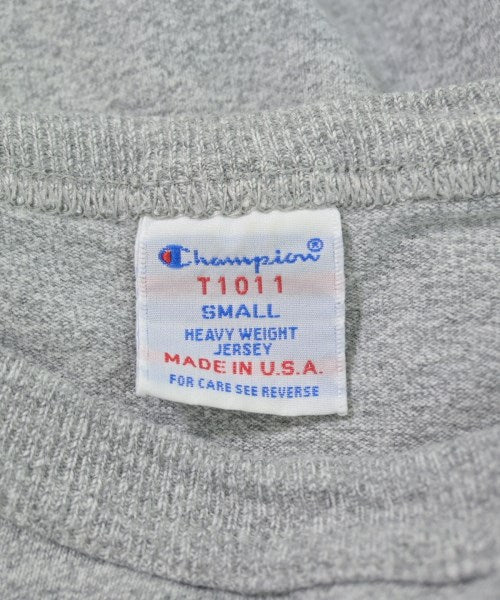 Champion®
T1011
SMALL
HEAVY WEIGHT
JERSEY
MADE IN U.S.A.
FOR CARE SEE REVERSE